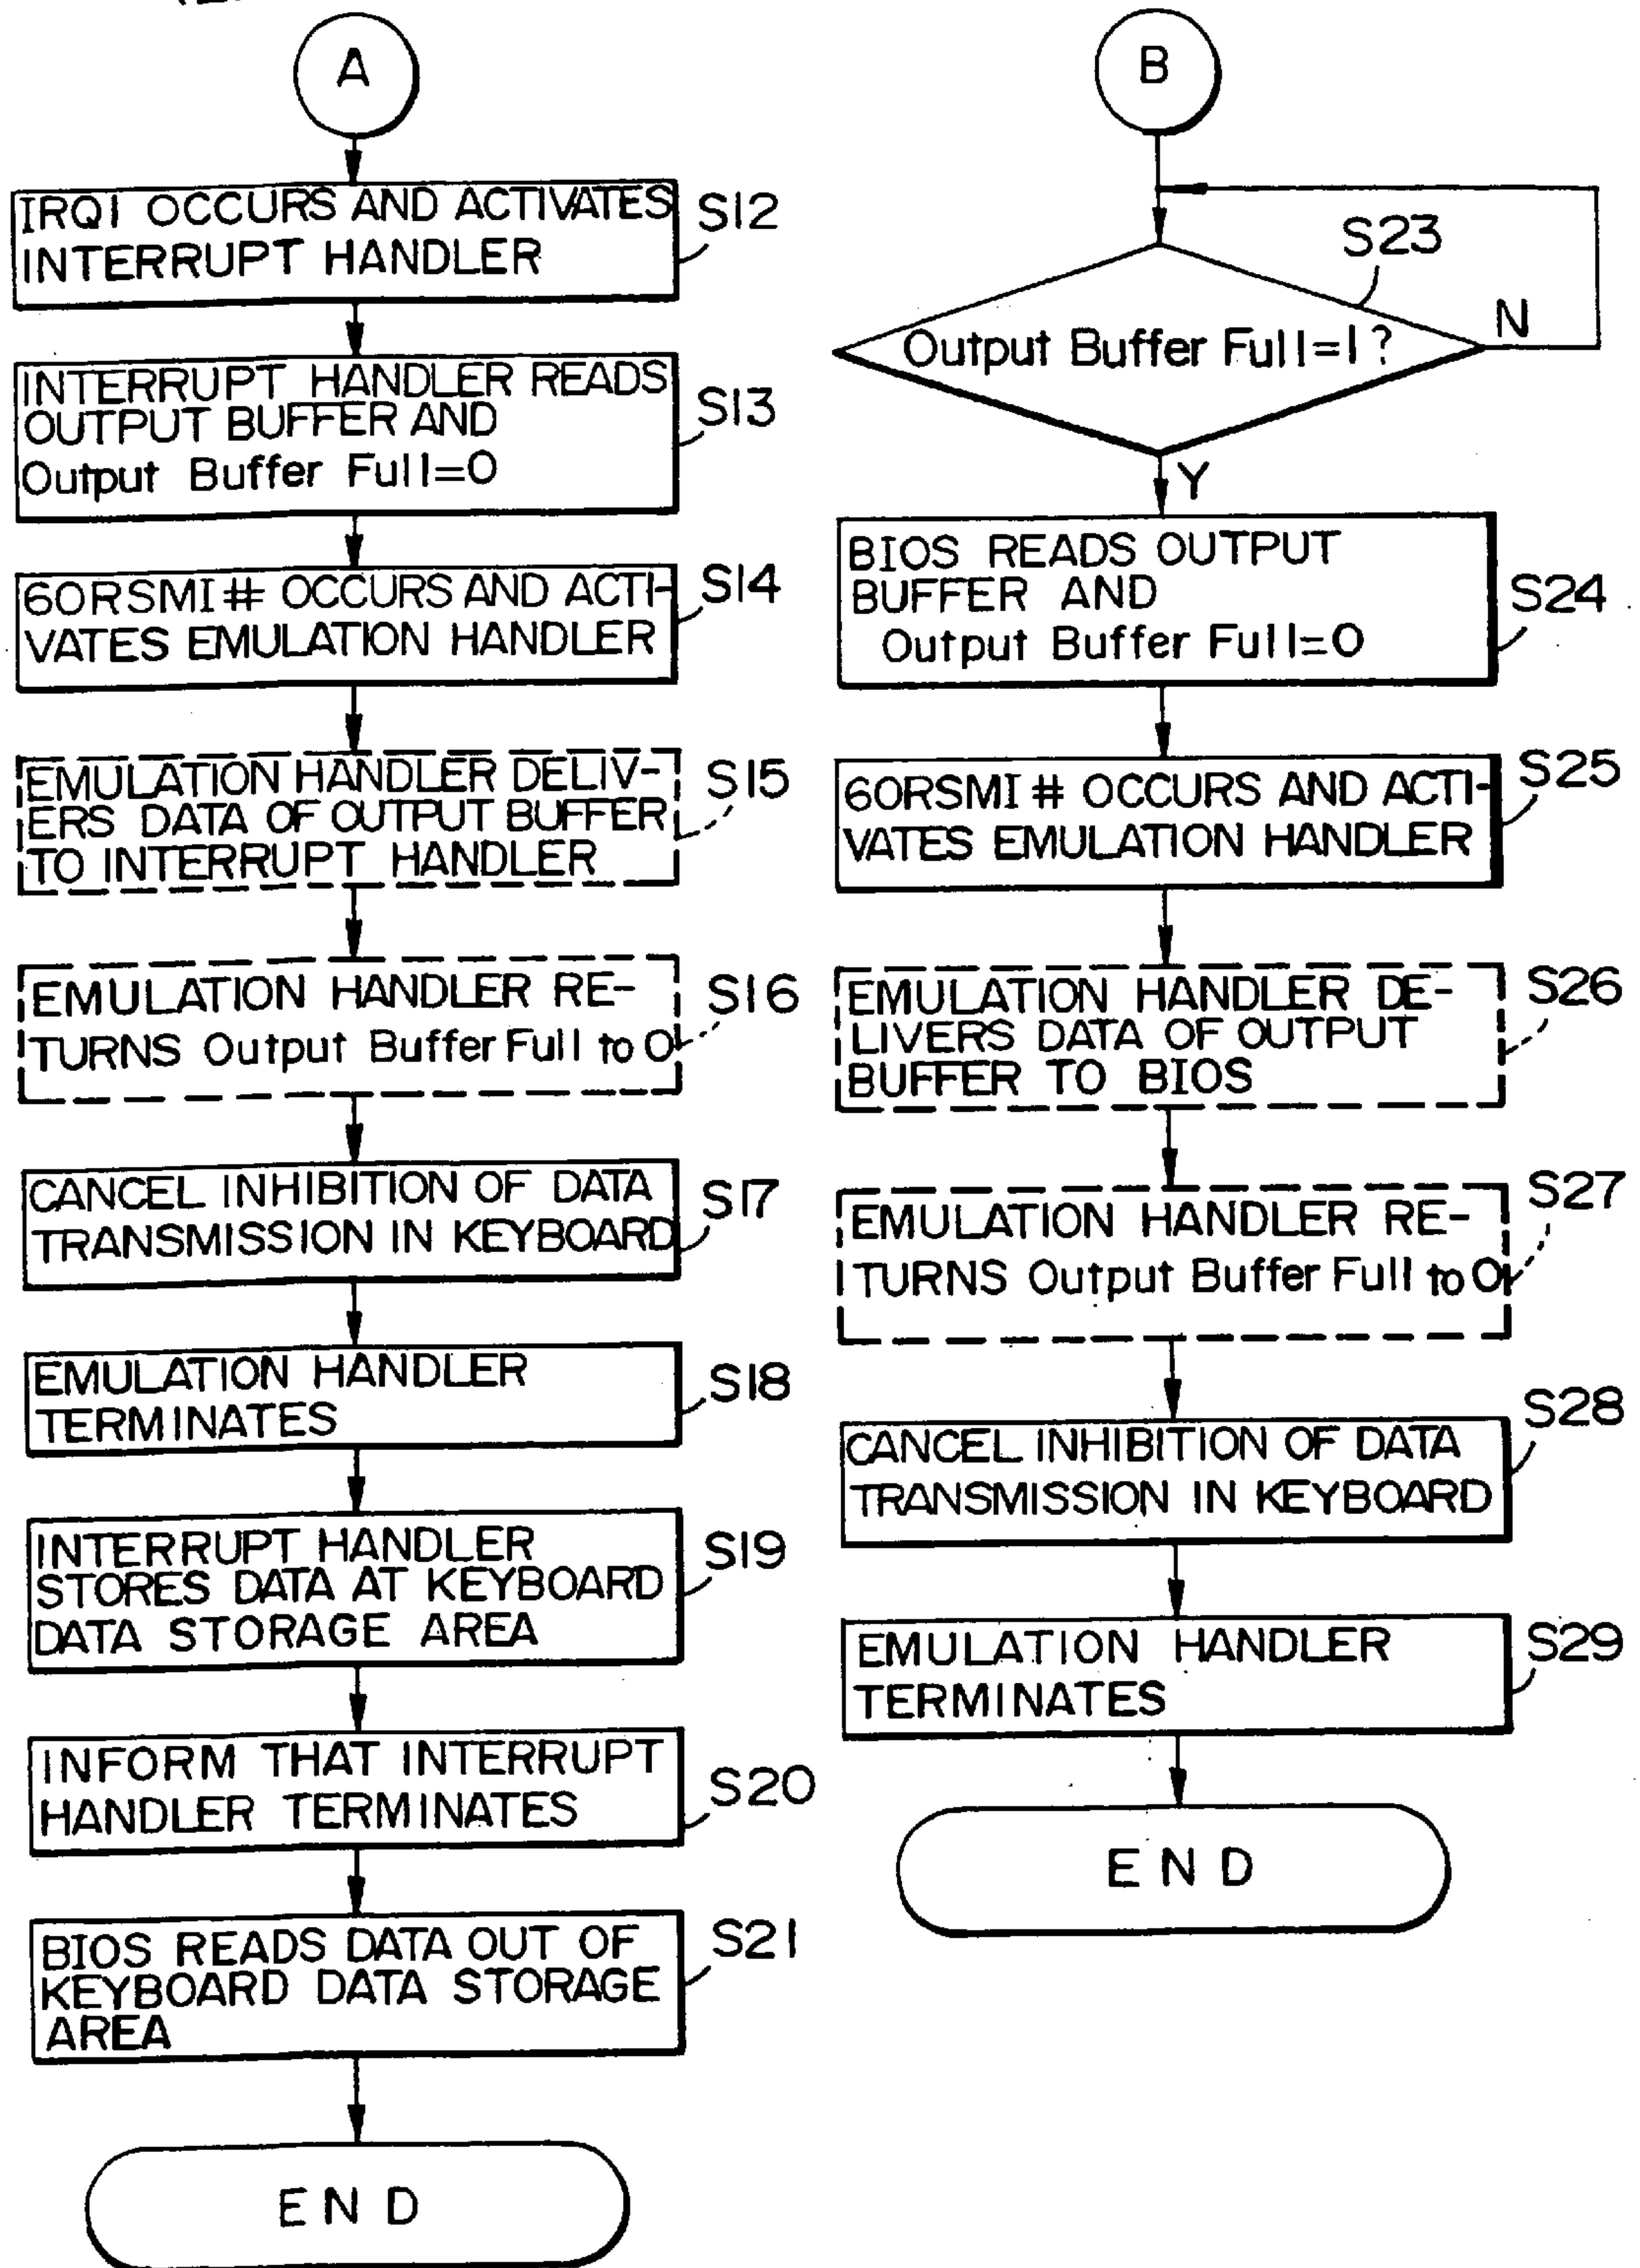 A
IRQ1 OCCURS AND ACTIVATES
INTERRUPT HANDLER
S12
INTERRUPT HANDLER READS
OUTPUT BUFFER AND
Output Buffer Full=0
S13
60RSMI# OCCURS AND ACTI-
VATES EMULATION HANDLER
S14
EMULATION HANDLER DELIV-
ERS DATA OF OUTPUT BUFFER
TO INTERRUPT HANDLER
S15
EMULATION HANDLER RE-
TURNS Output Buffer Full to 0
S16
CANCEL INHIBITION OF DATA
TRANSMISSION IN KEYBOARD
S17
EMULATION HANDLER
TERMINATES
S18
INTERRUPT HANDLER
STORES DATA AT KEYBOARD
DATA STORAGE AREA
S19
INFORM THAT INTERRUPT
HANDLER TERMINATES
S20
BIOS READS DATA OUT OF
KEYBOARD DATA STORAGE
AREA
S21
END
B
S23
Output Buffer Full=1?
N
Y
BIOS READS OUTPUT
BUFFER AND
Output Buffer Full=0
S24
60RSMI# OCCURS AND ACTI-
VATES EMULATION HANDLER
S25
EMULATION HANDLER DE-
LIVERS DATA OF OUTPUT
BUFFER TO BIOS
S26
EMULATION HANDLER RE-
TURNS Output Buffer Full to 0
S27
CANCEL INHIBITION OF DATA
TRANSMISSION IN KEYBOARD
S28
EMULATION HANDLER
TERMINATES
S29
END